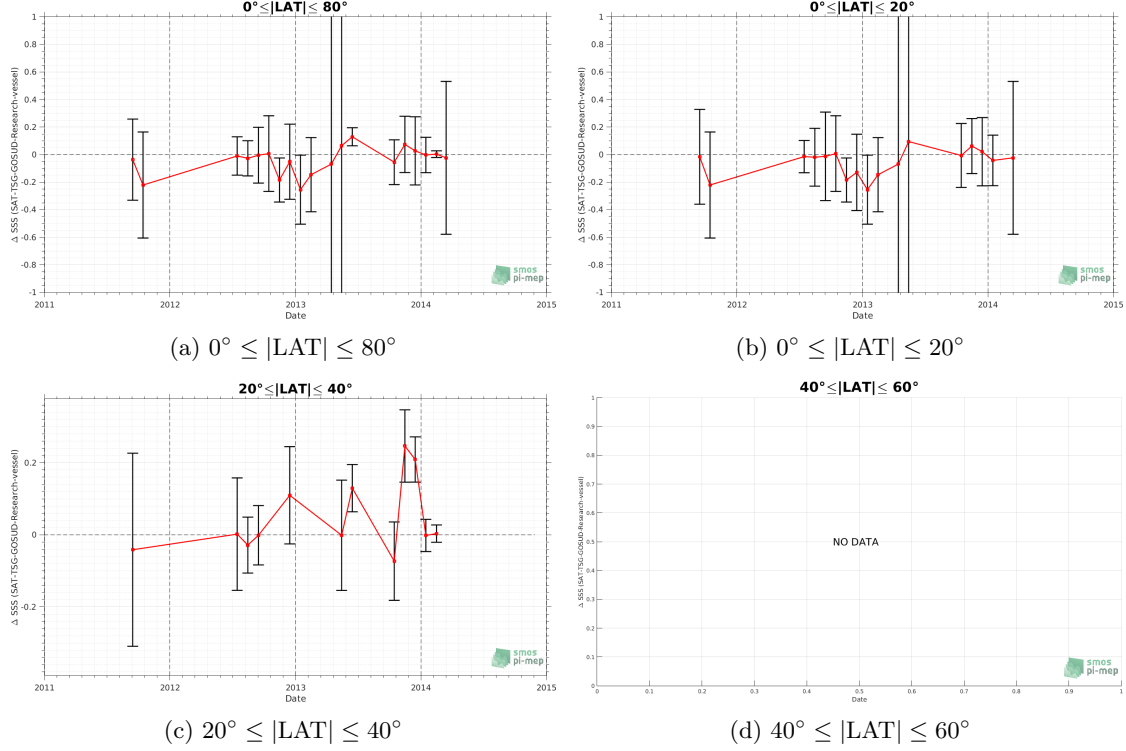 0°≤|LAT|≤ 80°
Δ SSS (SAT-TSG-GOSUD-Research-vessel)
1
0.8
0.6
0.4
0.2
0
-0.2
-0.4
-0.6
-0.8
-1
2011 2012 2013 2014 2015
Date
smos
pi-mep
(a) 0° ≤ |LAT| ≤ 80°
0°≤|LAT|≤ 20°
Δ SSS (SAT-TSG-GOSUD-Research-vessel)
1
0.8
0.6
0.4
0.2
0
-0.2
-0.4
-0.6
-0.8
-1
2011 2012 2013 2014 2015
Date
smos
pi-mep
(b) 0° ≤ |LAT| ≤ 20°
20°≤|LAT|≤ 40°
Δ SSS (SAT-TSG-GOSUD-Research-vessel)
0.2
0
-0.2
2011 2012 2013 2014 2015
Date
smos
pi-mep
(c) 20° ≤ |LAT| ≤ 40°
40°≤|LAT|≤ 60°
Δ SSS (SAT-TSG-GOSUD-Research-vessel)
1
0.9
0.8
0.7
0.6
0.5
0.4
0.3
0.2
0.1
0
NO DATA
0 0.1 0.2 0.3 0.4 0.5 0.6 0.7 0.8 0.9 1
Date
smos
pi-mep
(d) 40° ≤ |LAT| ≤ 60°